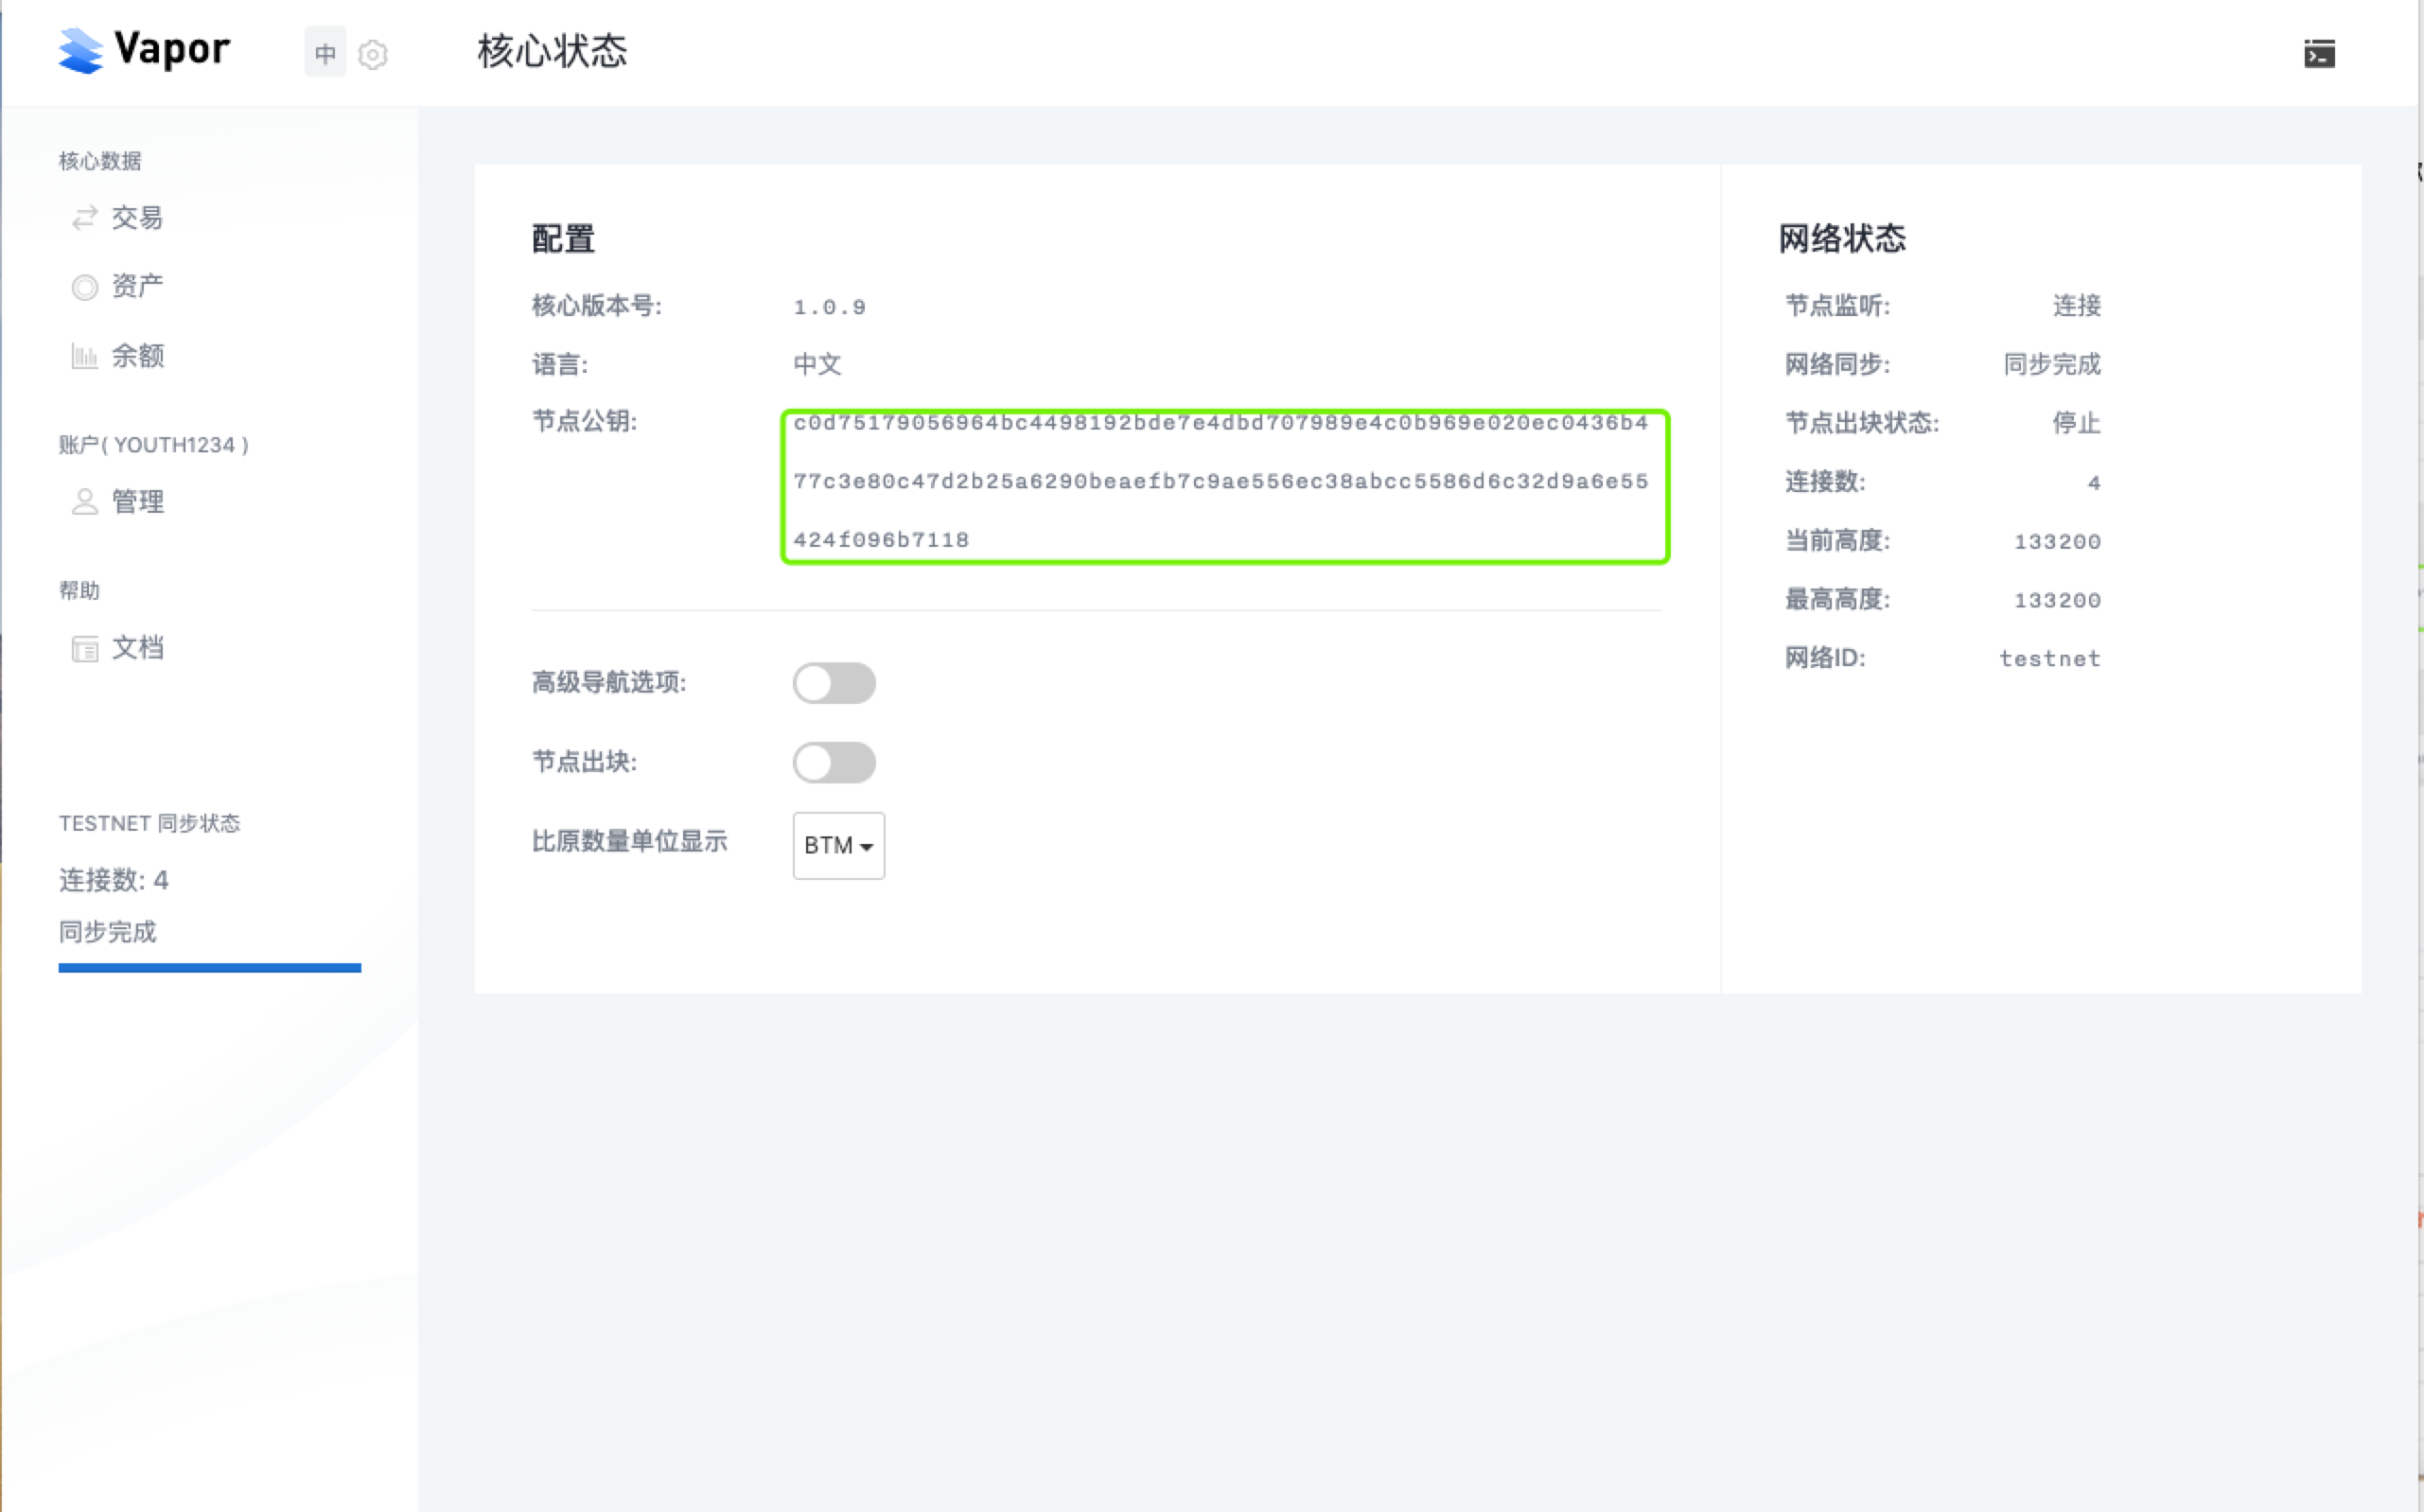 Vapor
中
核心状态
核心数据
交易
资产
余额
账户( YOUTH1234 )
管理
帮助
文档
TESTNET 同步状态
连接数: 4
同步完成
配置
核心版本号: 1.0.9
语言: 中文
节点公钥: c0d75179056964bc4498192bde7e4dbd707989e4c0b969e020ec0436b4
77c3e80c47d2b25a6290beaefb7c9ae556ec38abcc5586d6c32d9a6e55
424f096b7118
高级导航选项:
节点出块:
比原数量单位显示 BTM
网络状态
节点监听: 连接
网络同步: 同步完成
节点出块状态: 停止
连接数: 4
当前高度: 133200
最高高度: 133200
网络ID: testnet